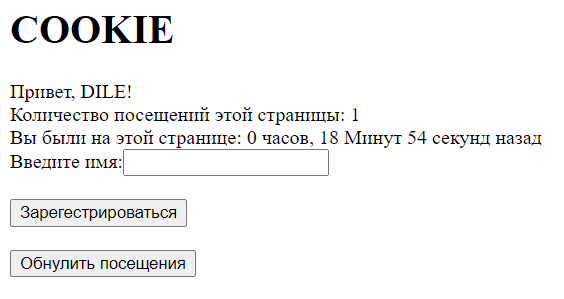 COOKIE
Привет, DILE!
Количество посещений этой страницы: 1
Вы были на этой странице: 0 часов, 18 Минут 54 секунд назад
Введите имя:
Зарегестрироваться
Обнулить посещения